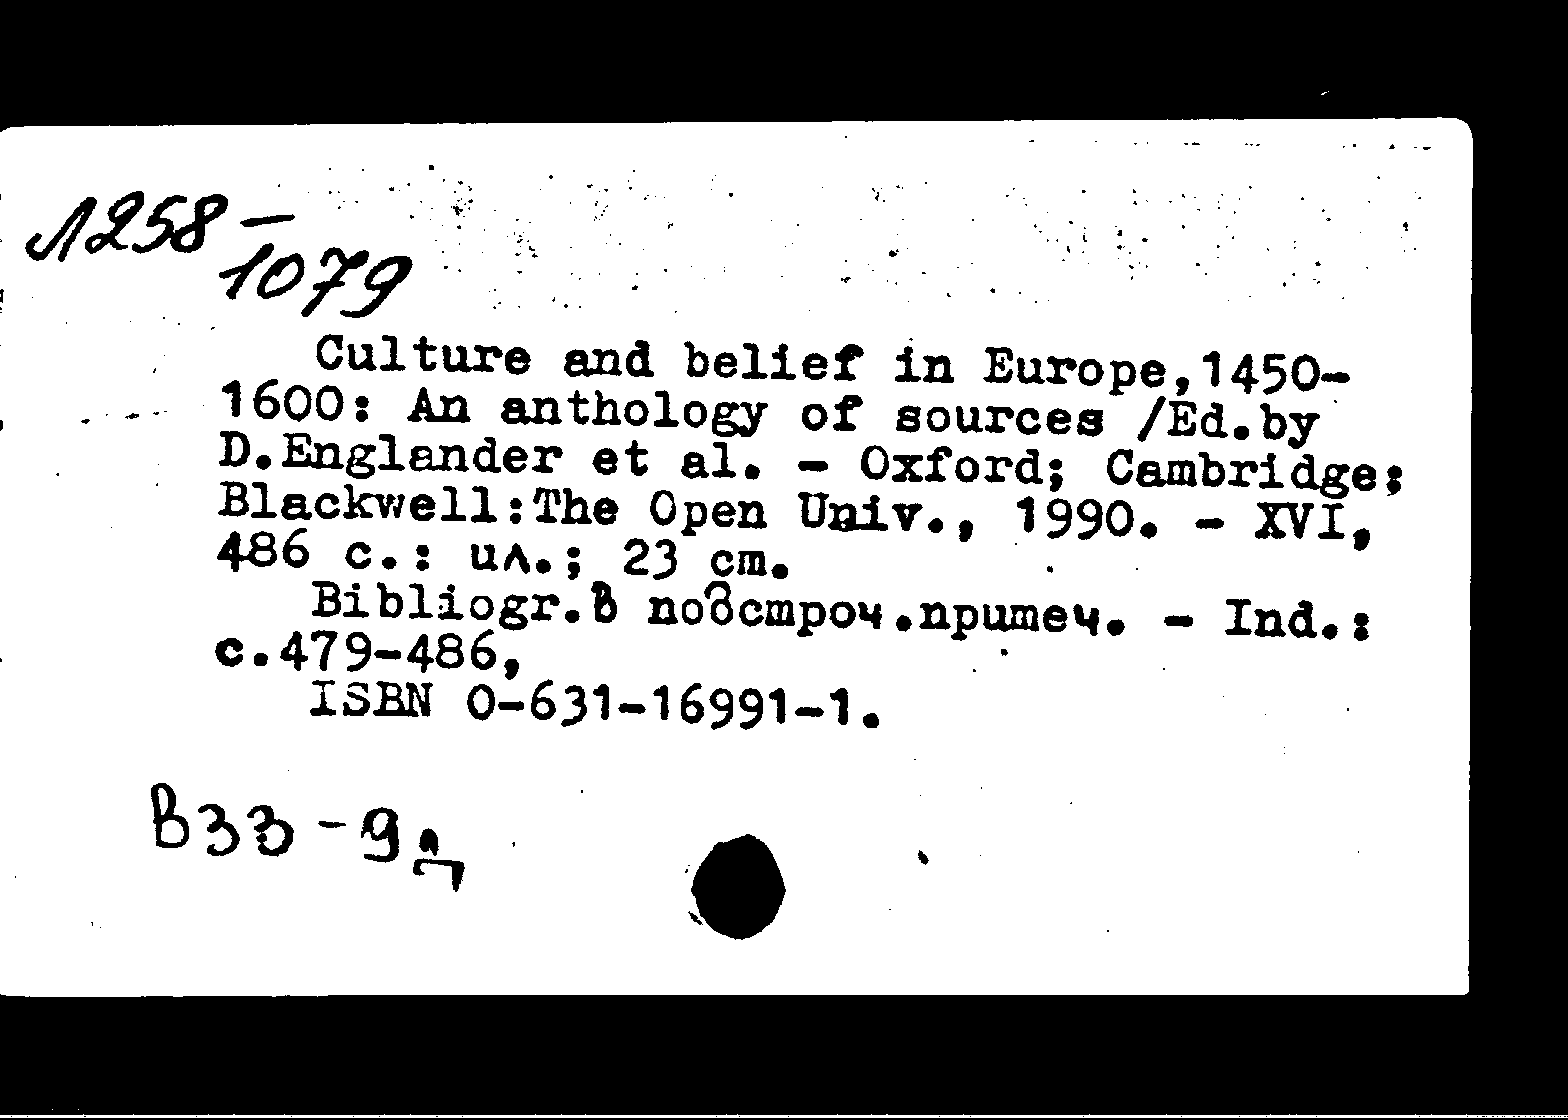 Л258-
1079
Culture and belief in Europe,1450-
1600: An anthology of sources /Ed.by
D.Englander et al. - Oxford; Cambridge:
Blackwell:The Open Univ., 1990. - XVI,
486 с.: ил.; 23 cm.
Bibliogr.в подстроч.примеч. - Ind.:
с.479-486,
ISBN 0-631-16991-1.
В33-9д